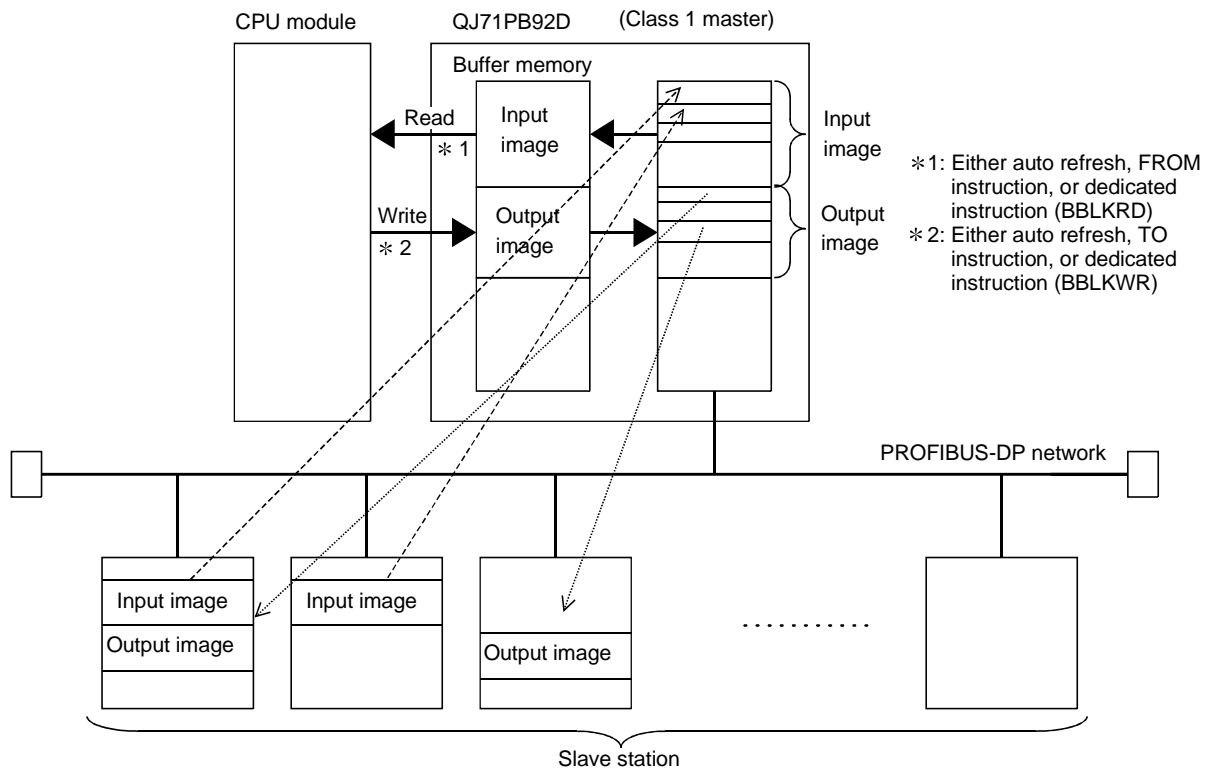 CPU module
QJ71PB92D
(Class 1 master)
Buffer memory
Read
＊1
Input
image
Input
image
Write
＊2
Output
image
Output
image
＊1: Either auto refresh, FROM
instruction, or dedicated
instruction (BBLKRD)
＊2: Either auto refresh, TO
instruction, or dedicated
instruction (BBLKWR)
PROFIBUS-DP network
Input image
Output image
Input image
Output image
...........
Slave station